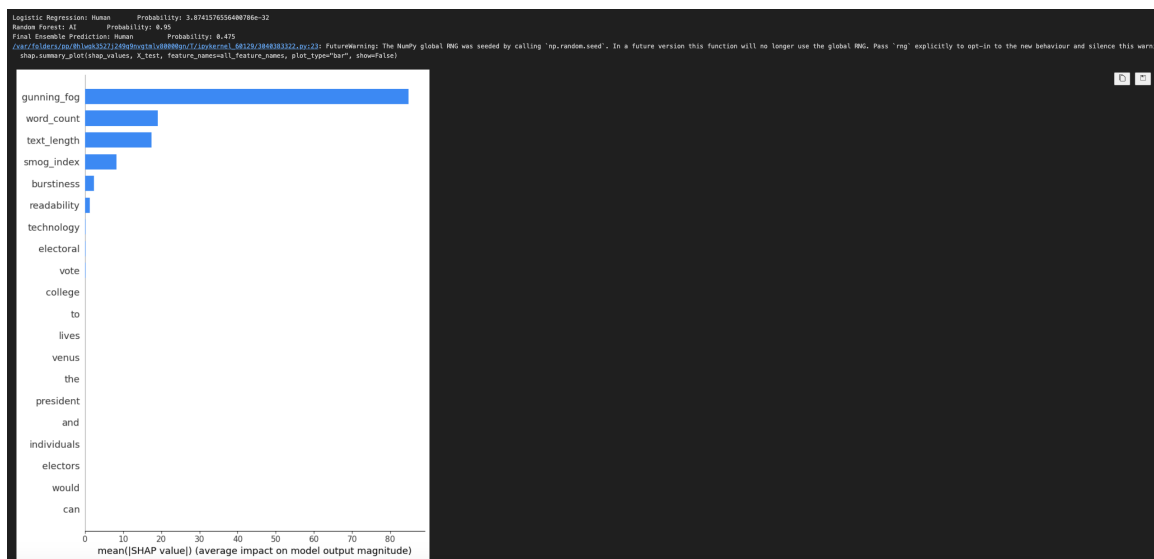 Logistic Regression: Human Probability: 3.8741576556400786e-32
Random Forest: AI Probability: 0.95
Final Ensemble Prediction: Human Probability: 0.475
FutureWarning: The NumPy global RNG was seeded by calling `np.random.seed`. In a future version this function will no longer use the global RNG. Pass `rng` explicitly to opt-in to the new behaviour and silence this warn
shap.summary_plot(shap_values, X_test, feature_names=all_feature_names, plot_type="bar", show=False)
gunning_fog
word_count
text_length
smog_index
burstiness
readability
technology
electoral
vote
college
to
lives
venus
the
president
and
individuals
electors
would
can
0 10 20 30 40 50 60 70 80
mean(|SHAP value|) (average impact on model output magnitude)